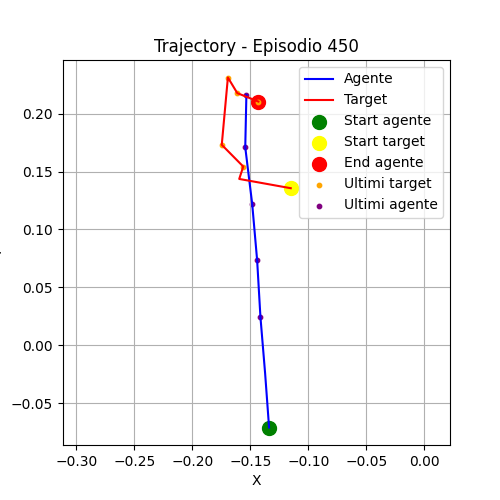 Trajectory - Episodio 450
Agente
Target
Start agente
Start target
End agente
Ultimi target
Ultimi agente
0.20
0.15
0.10
0.05
0.00
−0.05
−0.30
−0.25
−0.20
−0.15
−0.10
−0.05
0.00
X